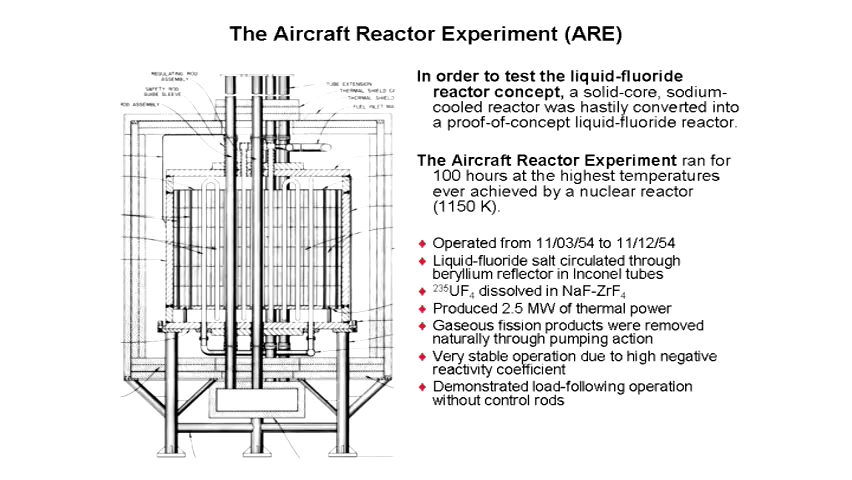 The Aircraft Reactor Experiment (ARE)
REGULATING ROD
ASSEMBLY
SAFETY ROD
GUIDE SLEEVE
ROD ASSEMBLY
TUBE EXTENSION
THERMAL SHIELD
THERMAL SHIELD
FUEL INLET
In order to test the liquid-fluoride
reactor concept, a solid-core, sodium-
cooled reactor was hastily converted into
a proof-of-concept liquid-fluoride reactor.
The Aircraft Reactor Experiment ran for
100 hours at the highest temperatures
ever achieved by a nuclear reactor
(1150 K).
♦ Operated from 11/03/54 to 11/12/54
♦ Liquid-fluoride salt circulated through
beryllium reflector in Inconel tubes
♦ ²³⁵UF₄ dissolved in NaF-ZrF₄
♦ Produced 2.5 MW of thermal power
♦ Gaseous fission products were removed
naturally through pumping action
♦ Very stable operation due to high negative
reactivity coefficient
♦ Demonstrated load-following operation
without control rods